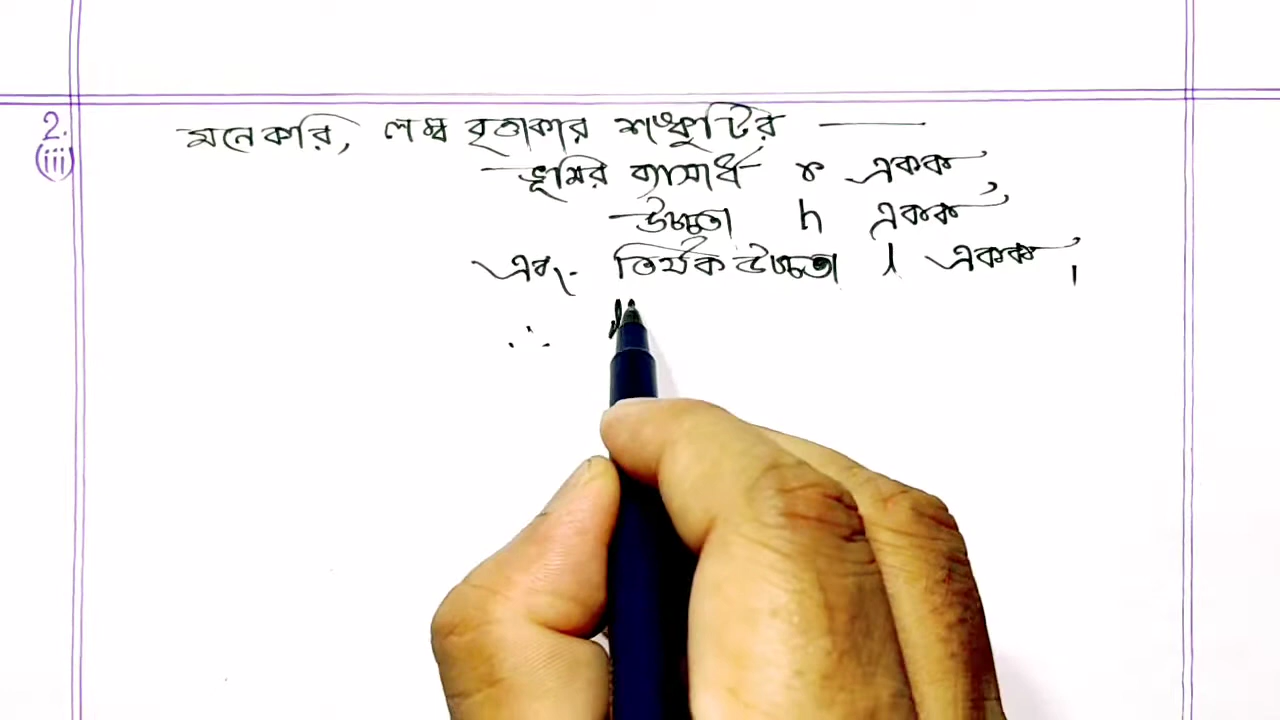 2.
(iii)
মনেকরি, লম্ব বৃত্তাকার শঙ্কুটির ―
ভূমির ব্যাসার্ধ r একক,
উচ্চতা h একক,
এবং তির্যক উচ্চতা l একক।
∴